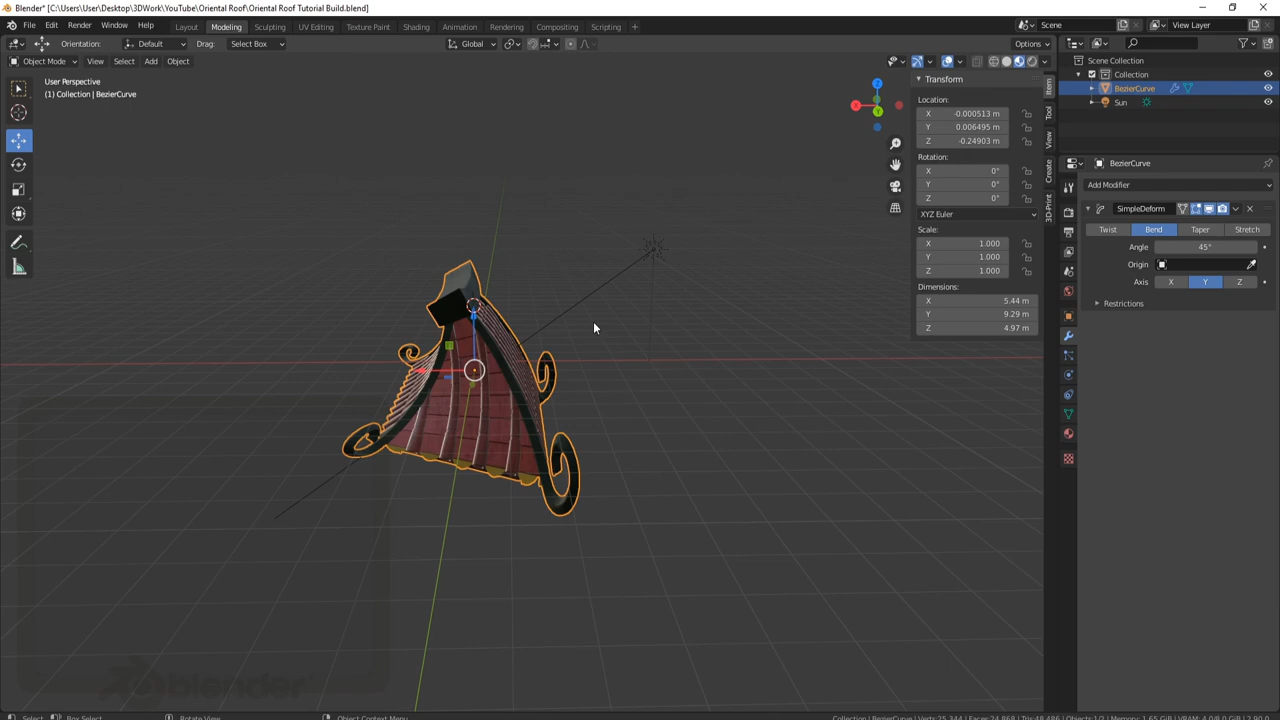 Blender* [C:\Users\User\Desktop\3DWork\YouTube\Oriental Roof\Oriental Roof Tutorial Build.blend]
File Edit Render Window Help Layout Modeling Sculpting UV Editing Texture Paint Shading Animation Rendering Compositing Scripting + Scene View Layer
Orientation: Default Drag: Select Box Global Options
Object Mode View Select Add Object
User Perspective
(1) Collection | BezierCurve
Transform
Location:
X -0.000513 m
Y 0.006495 m
Z -0.24903 m
Rotation:
X 0°
Y 0°
Z 0°
XYZ Euler
Scale:
X 1.000
Y 1.000
Z 1.000
Dimensions:
X 5.44 m
Y 9.29 m
Z 4.97 m
Item
Tool
View
Create
3D-Print
X
Y
Z
Scene Collection
Collection
BezierCurve
Sun
BezierCurve
Add Modifier
SimpleDeform
Twist Bend Taper Stretch
Angle 45°
Origin
Axis X Y Z
Restrictions
blender
Select Box Select Rotate View Object Context Menu